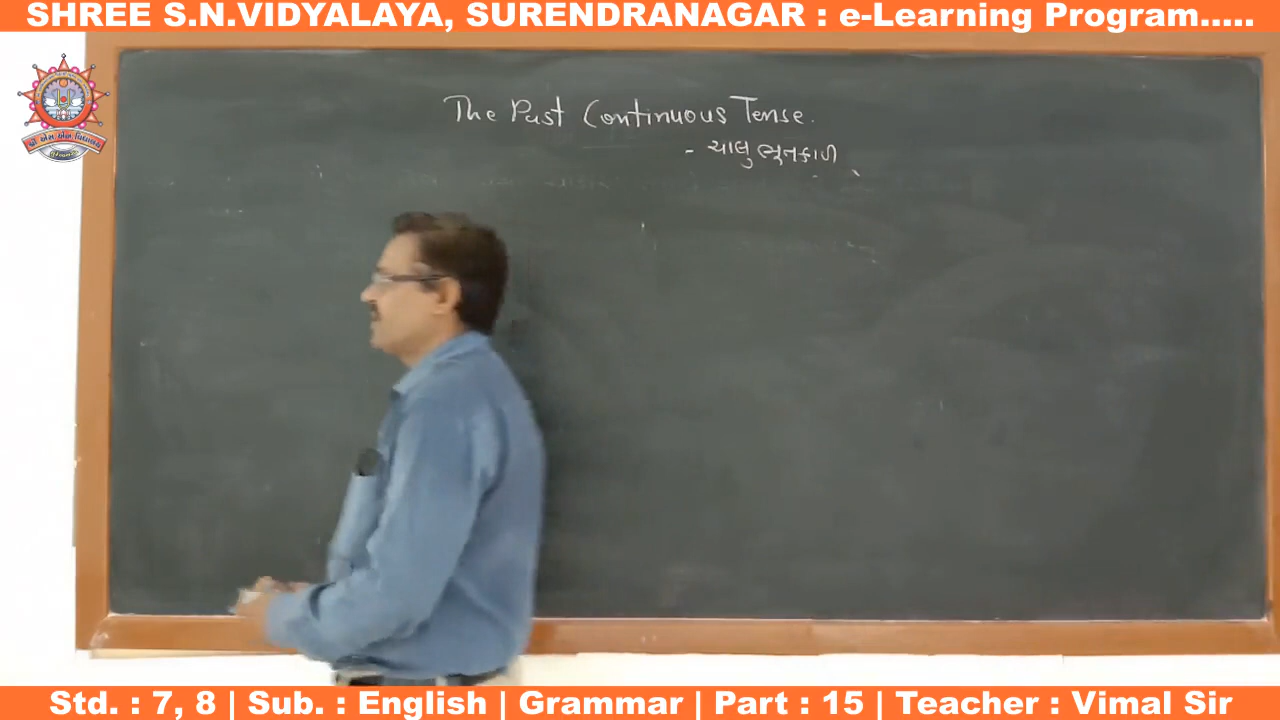 SHREE S.N.VIDYALAYA, SURENDRANAGAR : e-Learning Program.....
The Past Continuous Tense.
- ચાલુ ભૂતકાળ
Std. : 7, 8 | Sub. : English | Grammar | Part : 15 | Teacher : Vimal Sir